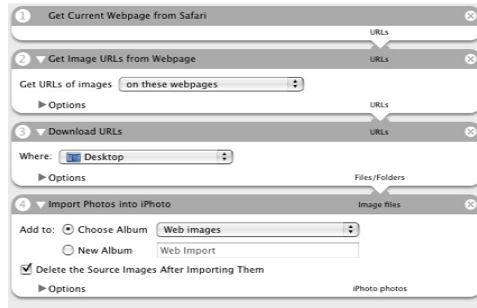 1 Get Current Webpage from Safari
URLs
2 Get Image URLs from Webpage URLs
Get URLs of images on these webpages
Options URLs
3 Download URLs URLs
Where: Desktop
Options Files/Folders
4 Import Photos into iPhoto Image files
Add to: Choose Album Web images
New Album Web Import
Delete the Source Images After Importing Them
Options iPhoto photos